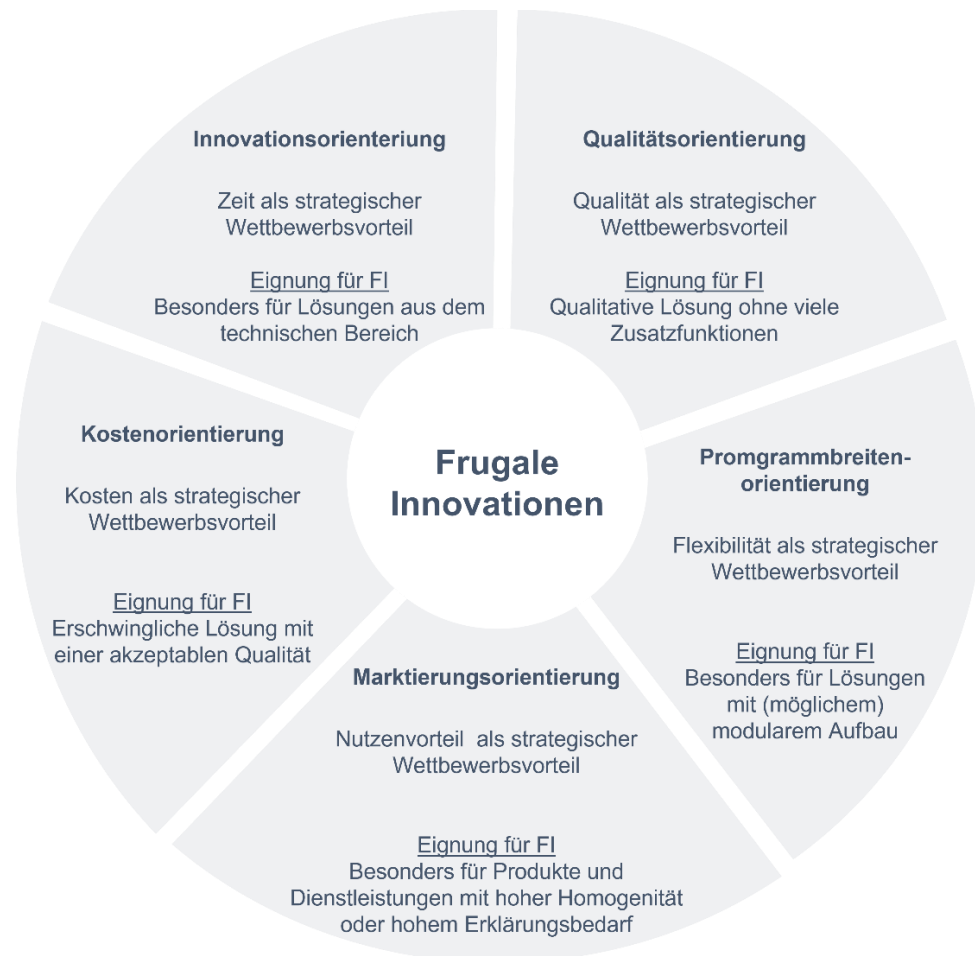 Innovationsorienteriung
Zeit als strategischer
Wettbewerbsvorteil
Eignung für FI
Besonders für Lösungen aus dem
technischen Bereich
Qualitätsorientierung
Qualität als strategischer
Wettbewerbsvorteil
Eignung für FI
Qualitative Lösung ohne viele
Zusatzfunktionen
Kostenorientierung
Kosten als strategischer
Wettbewerbsvorteil
Eignung für FI
Erschwingliche Lösung mit
einer akzeptablen Qualität
Frugale
Innovationen
Promgrammbreiten-
orientierung
Flexibilität als strategischer
Wettbewerbsvorteil
Eignung für FI
Besonders für Lösungen
mit (möglichem)
modularem Aufbau
Marktierungsorientierung
Nutzenvorteil als strategischer
Wettbewerbsvorteil
Eignung für FI
Besonders für Produkte und
Dienstleistungen mit hoher Homogenität
oder hohem Erklärungsbedarf